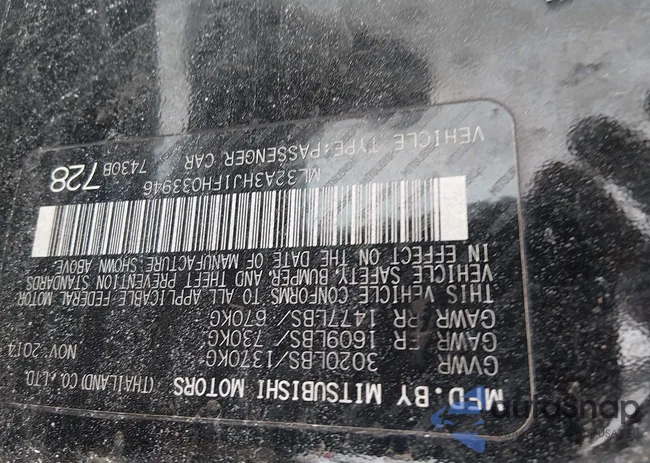 MFD. BY MITSUBISHI MOTORS (THAILAND) CO., LTD.
GVWR 3020LBS/1370KG NOV 2014
GAWR FR 1609LBS/ 730KG
GAWR RR 1477LBS/ 670KG
THIS VEHICLE CONFORMS TO ALL APPLICABLE FEDERAL MOTOR
VEHICLE SAFETY, BUMPER, AND THEFT PREVENTION STANDARDS
IN EFFECT ON THE DATE OF MANUFACTURE SHOWN ABOVE.
ML32A3HJ1FH033946
VEHICLE TYPE:PASSENGER CAR 7430B 728
AutoSnap